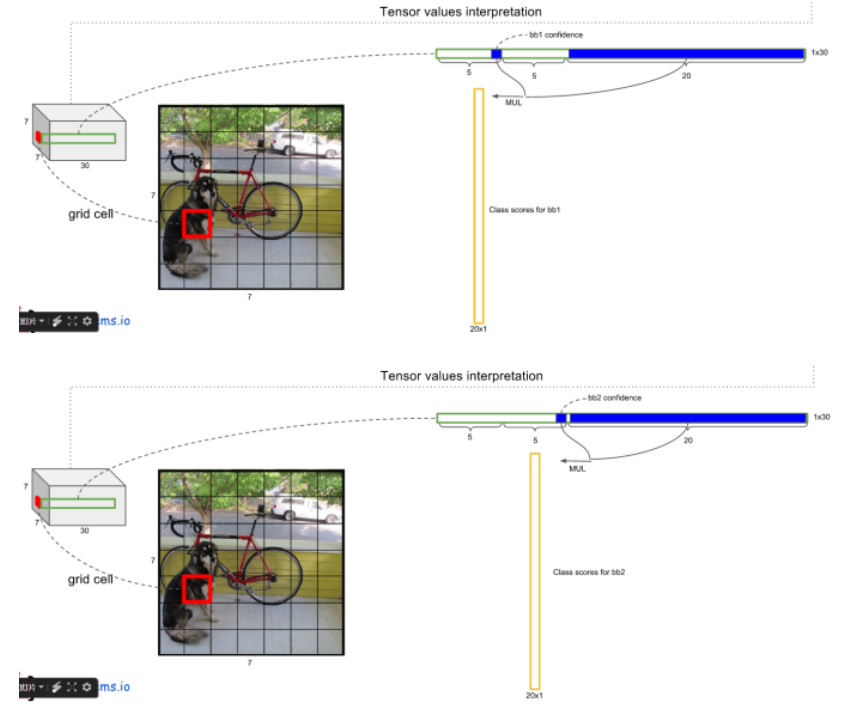 Tensor values interpretation
bb1 confidence
1x30
5
5
20
MUL
7
7
30
7
grid cell
Class scores for bb1
7
ms.io
20x1
Tensor values interpretation
bb2 confidence
1x30
5
5
20
MUL
7
7
30
7
grid cell
Class scores for bb2
7
ms.io
20x1